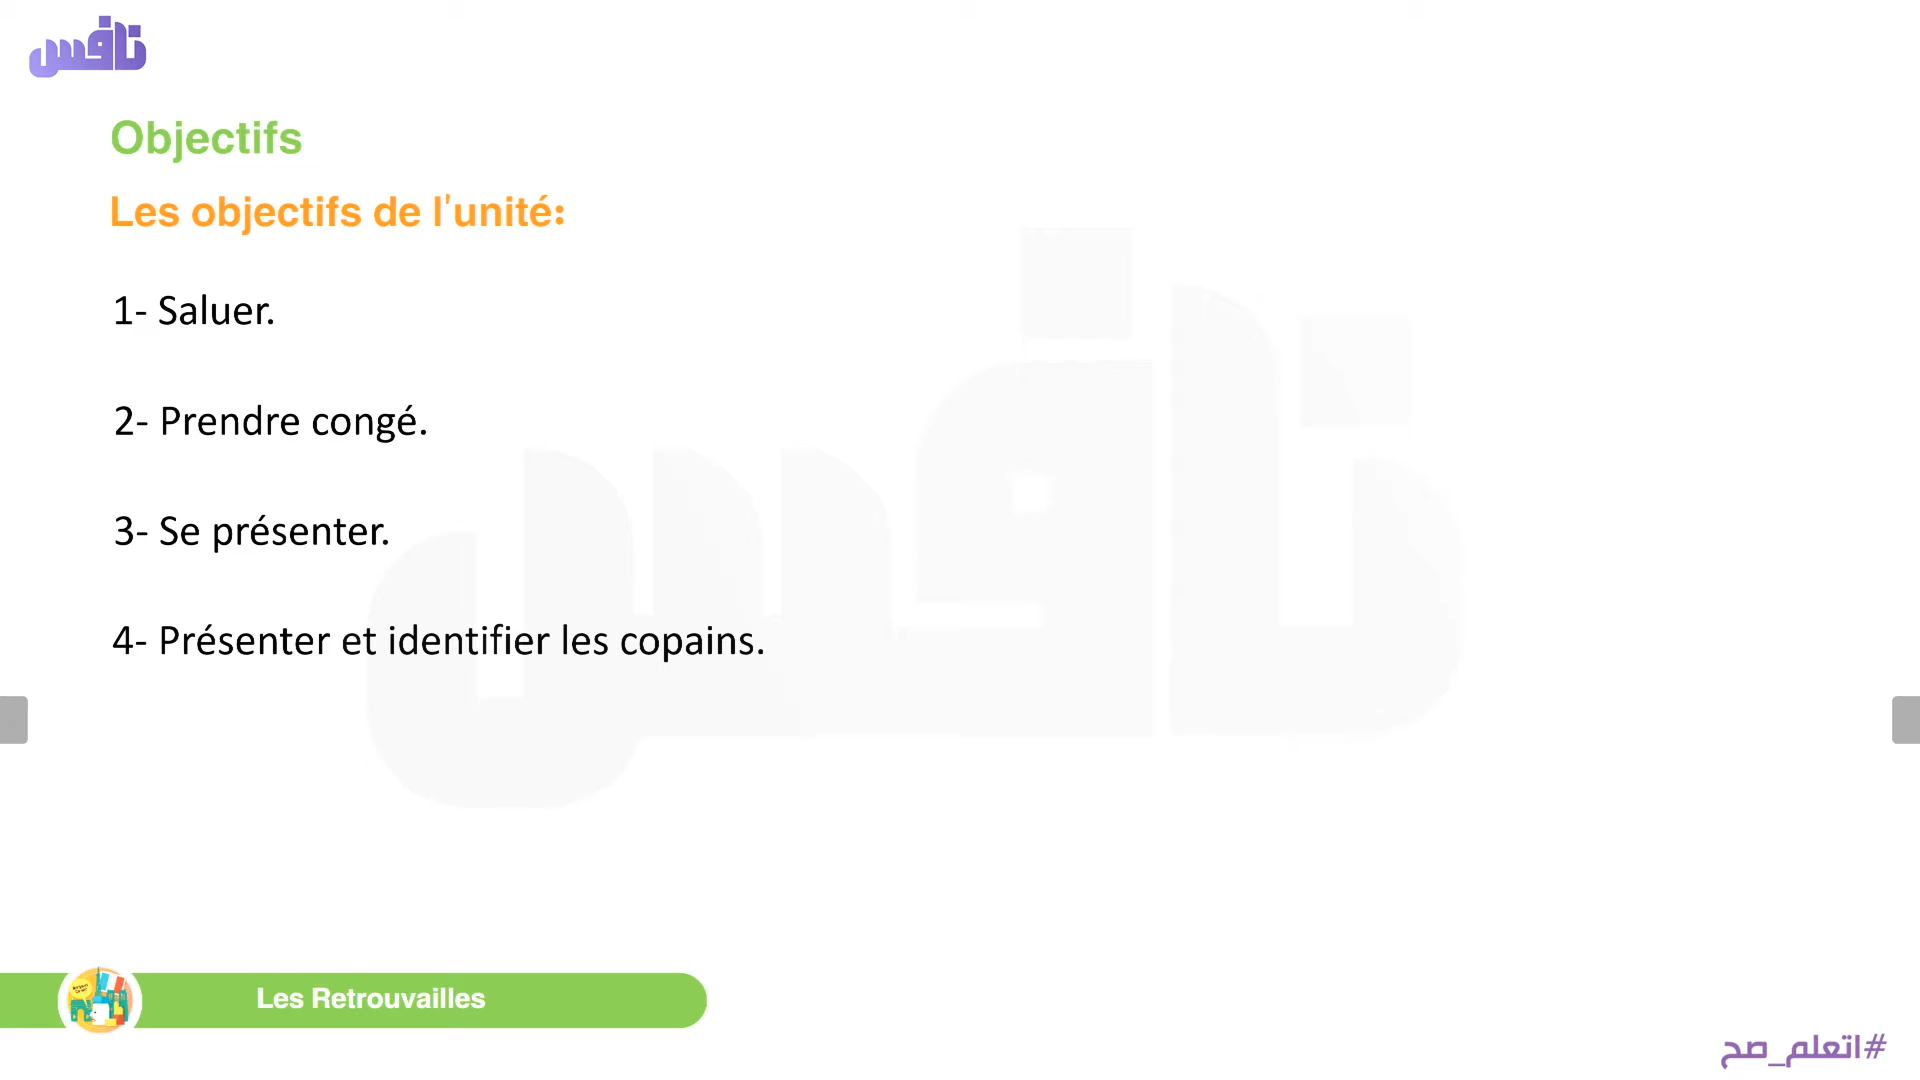 نافس
Objectifs
Les objectifs de l'unité:
1- Saluer.
2- Prendre congé.
3- Se présenter.
4- Présenter et identifier les copains.
Les Retrouvailles
#اتعلم_صح